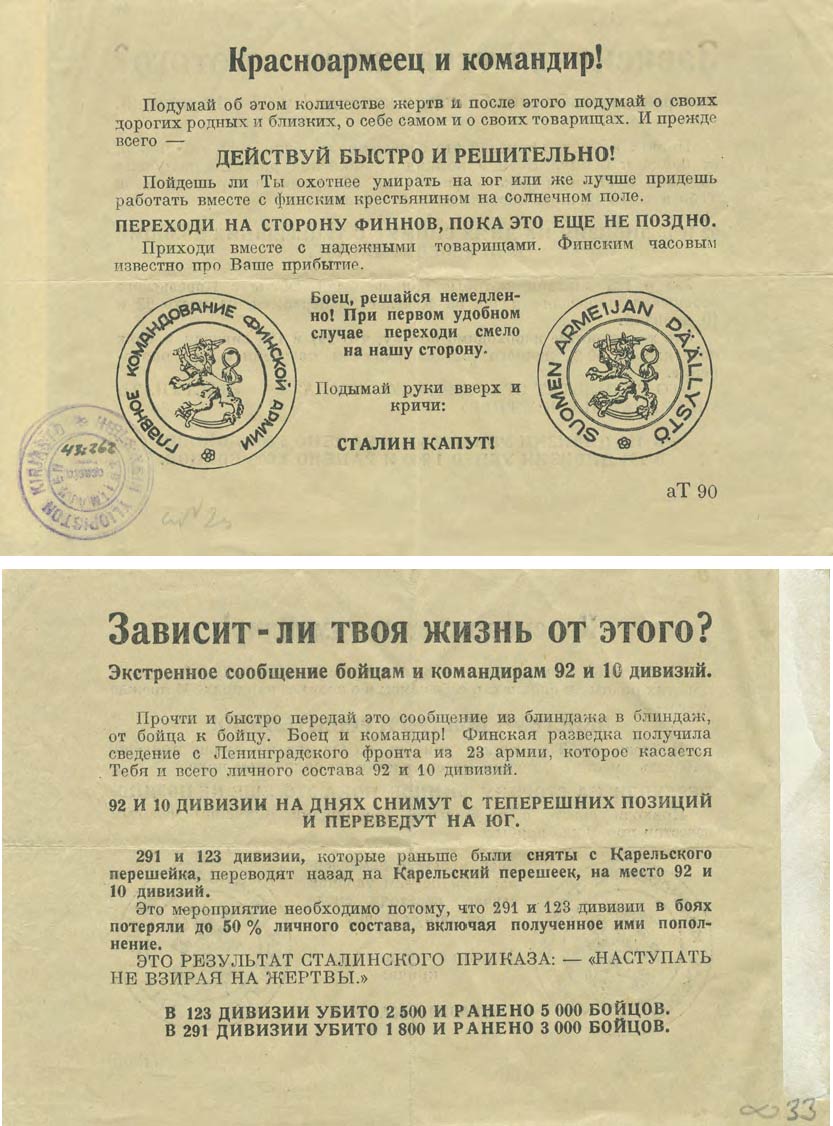 Красноармеец и командир!
Подумай об этом количестве жертв и после этого подумай о своих
дорогих родных и близких, о себе самом и о своих товарищах. И прежде
всего —
ДЕЙСТВУЙ БЫСТРО И РЕШИТЕЛЬНО!
Пойдешь ли Ты охотнее умирать на юг или же лучше придешь
работать вместе с финским крестьянином на солнечном поле.
ПЕРЕХОДИ НА СТОРОНУ ФИННОВ, ПОКА ЭТО ЕЩЕ НЕ ПОЗДНО.
Приходи вместе с надежными товарищами. Финским часовым
известно про Ваше прибытие.
ГЛАВНОЕ КОМАНДОВАНИЕ ФИНСКОЙ АРМИИ
Боец, решайся немедлен-
но! При первом удобном
случае переходи смело
на нашу сторону.
Подымай руки вверх и
кричи:
СТАЛИН КАПУТ!
SUOMEN ARMEIJAN PÄÄLLYSTÖ
YLIOPISTON
аТ 90
Зависит-ли твоя жизнь от этого?
Экстренное сообщение бойцам и командирам 92 и 10 дивизий.
Прочти и быстро передай это сообщение из блиндажа в блиндаж,
от бойца к бойцу. Боец и командир! Финская разведка получила
сведение с Ленинградского фронта из 23 армии, которое касается
Тебя и всего личного состава 92 и 10 дивизий.
92 И 10 ДИВИЗИИ НА ДНЯХ СНИМУТ С ТЕПЕРЕШНИХ ПОЗИЦИЙ
И ПЕРЕВЕДУТ НА ЮГ.
291 и 123 дивизии, которые раньше были сняты с Карельского
перешейка, переводят назад на Карельский перешеек, на место 92 и
10 дивизий.
Это мероприятие необходимо потому, что 291 и 123 дивизии в боях
потеряли до 50 % личного состава, включая полученное ими попол-
нение.
ЭТО РЕЗУЛЬТАТ СТАЛИНСКОГО ПРИКАЗА: — «НАСТУПАТЬ
НЕ ВЗИРАЯ НА ЖЕРТВЫ.»
В 123 ДИВИЗИИ УБИТО 2 500 И РАНЕНО 5 000 БОЙЦОВ.
В 291 ДИВИЗИИ УБИТО 1 800 И РАНЕНО 3 000 БОЙЦОВ.
33